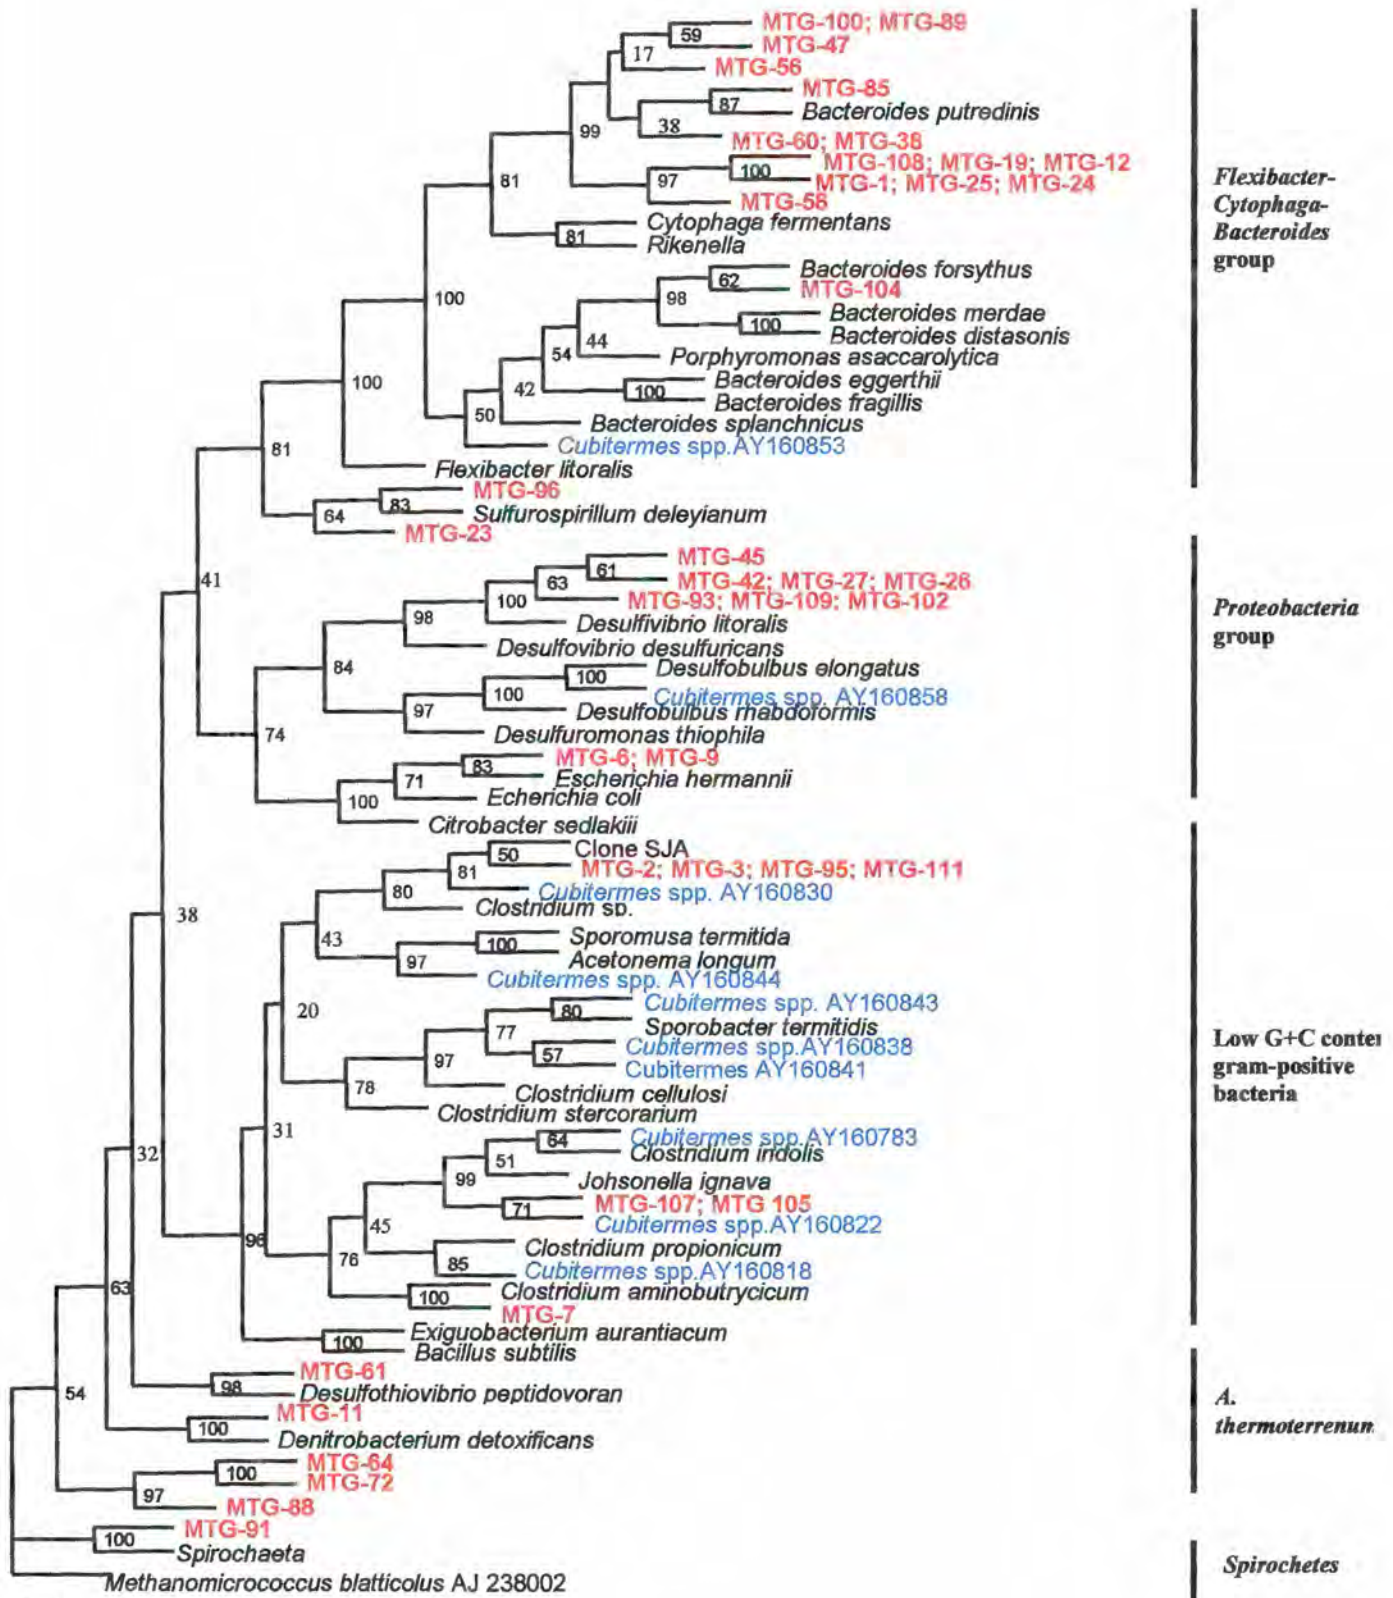 MTG-100; MTG-89
59
MTG-47
17
MTG-56
MTG-85
87
Bacteroides putredinis
99
38
MTG-60; MTG-38
MTG-108; MTG-19; MTG-12
100
MTG-1; MTG-25; MTG-24
97
MTG-58
81
Cytophaga fermentans
81
Rikenella
Flexibacter-
Cytophaga-
Bacteroides
group
Bacteroides forsythus
62
MTG-104
98
100
Bacteroides merdae
100
Bacteroides distasonis
44
54
Porphyromonas asaccarolytica
100
Bacteroides eggerthii
42
100
Bacteroides fragillis
50
Bacteroides splanchnicus
81
Cubitermes spp.AY160853
Flexibacter litoralis
MTG-96
83
Sulfurospirillum deleyianum
64
MTG-23
41
MTG-45
61
63
MTG-42; MTG-27; MTG-26
100
MTG-93; MTG-109; MTG-102
98
Desulfivibrio litoralis
Desulfovibrio desulfuricans
Proteobacteria
group
84
Desulfobulbus elongatus
100
100
Cubitermes spp. AY160858
97
Desulfobulbus rhabdoformis
74
Desulfuromonas thiophila
MTG-6; MTG-9
83
71
Escherichia hermannii
100
Echerichia coli
Citrobacter sedlakiii
Clone SJA
50
81
MTG-2; MTG-3; MTG-95; MTG-111
80
Cubitermes spp. AY160830
38
Clostridium sp.
43
Sporomusa termitida
100
97
Acetonema longum
Cubitermes spp. AY160844
20
Cubitermes spp. AY160843
80
77
Sporobacter termitidis
97
Cubitermes spp.AY160838
57
Cubitermes AY160841
78
Clostridium cellulosi
Clostridium stercorarium
Low G+C conter
gram-positive
bacteria
31
32
Cubitermes spp.AY160783
64
51
Clostridium indolis
99
Johsonella ignava
MTG-107; MTG 105
71
45
Cubitermes spp.AY160822
96
76
Clostridium propionicum
85
Cubitermes spp.AY160818
63
Clostridium aminobutrycicum
100
MTG-7
Exiguobacterium aurantiacum
100
Bacillus subtilis
MTG-61
98
54
Desulfothiovibrio peptidovoran
MTG-11
100
Denitrobacterium detoxificans
A.
thermoterrenun
MTG-64
100
MTG-72
97
MTG-88
MTG-91
100
Spirochaeta
Methanomicrococcus blatticolus AJ 238002
Spirochetes